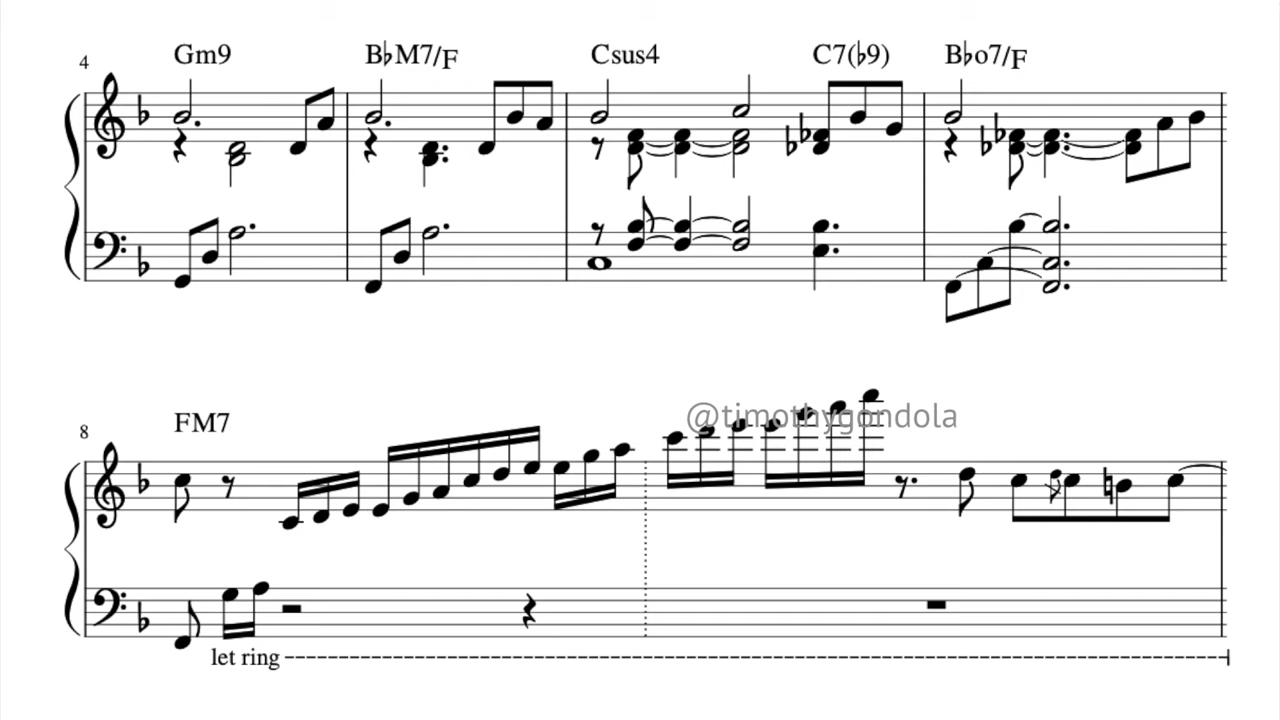 4
Gm9 B♭M7/F Csus4 C7(♭9) B♭o7/F
@timothygondola
8
FM7
let ring